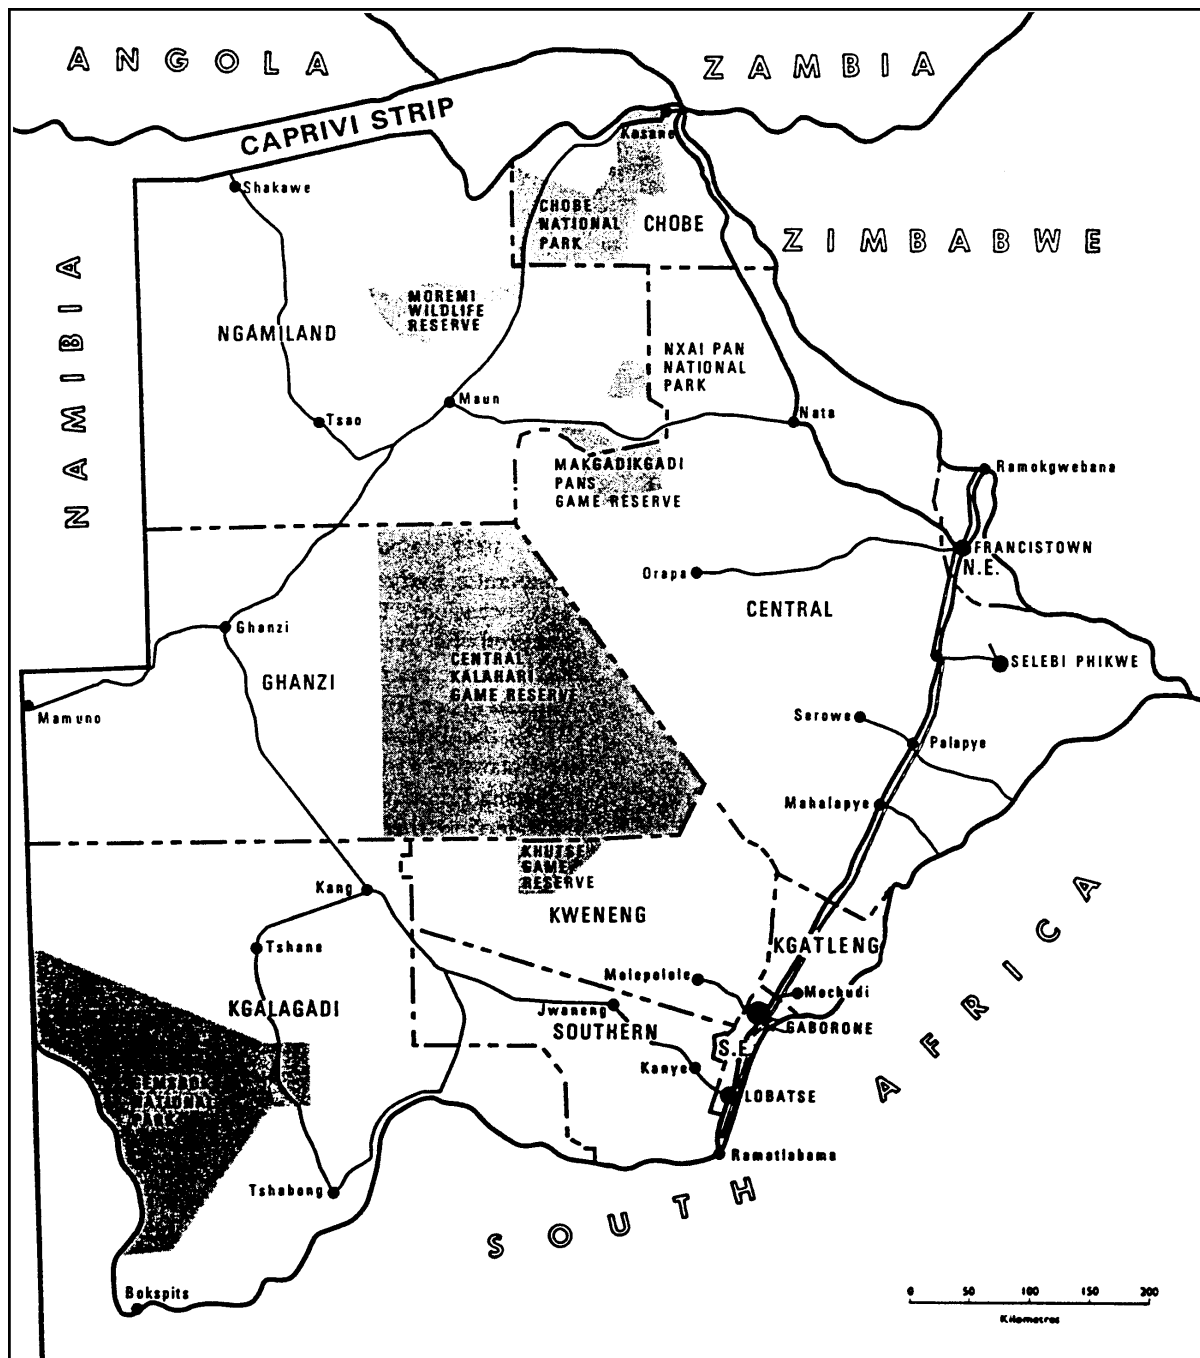 ANGOLA
ZAMBIA
CAPRIVI STRIP
Kasane
Shakawe
CHOBE
NATIONAL
PARK
CHOBE
ZIMBABWE
NAMIBIA
MOREMI
WILDLIFE
RESERVE
NGAMILAND
NXAI PAN
NATIONAL
PARK
Maun
Tsao
Nata
MAKGADIKGADI
PANS
GAME RESERVE
Ramokgwebana
FRANCISTOWN
N.E.
Orapa
CENTRAL
Ghanzi
GHANZI
CENTRAL
KALAHARI
GAME RESERVE
SELEBI PHIKWE
Mamuno
Serowe
Palapye
Mahalapye
KHUTSE
GAME
RESERVE
Kang
KWENENG
KGATLENG
Tshane
Molepolole
Mochudi
KGALAGADI
Jwaneng
SOUTHERN
GABORONE
S.E.
Kanye
LOBATSE
GEMSBOK
NATIONAL
PARK
Ramatlabama
Tshabong
SOUTH AFRICA
Bokspits
0 50 100 150 200
Kilometres